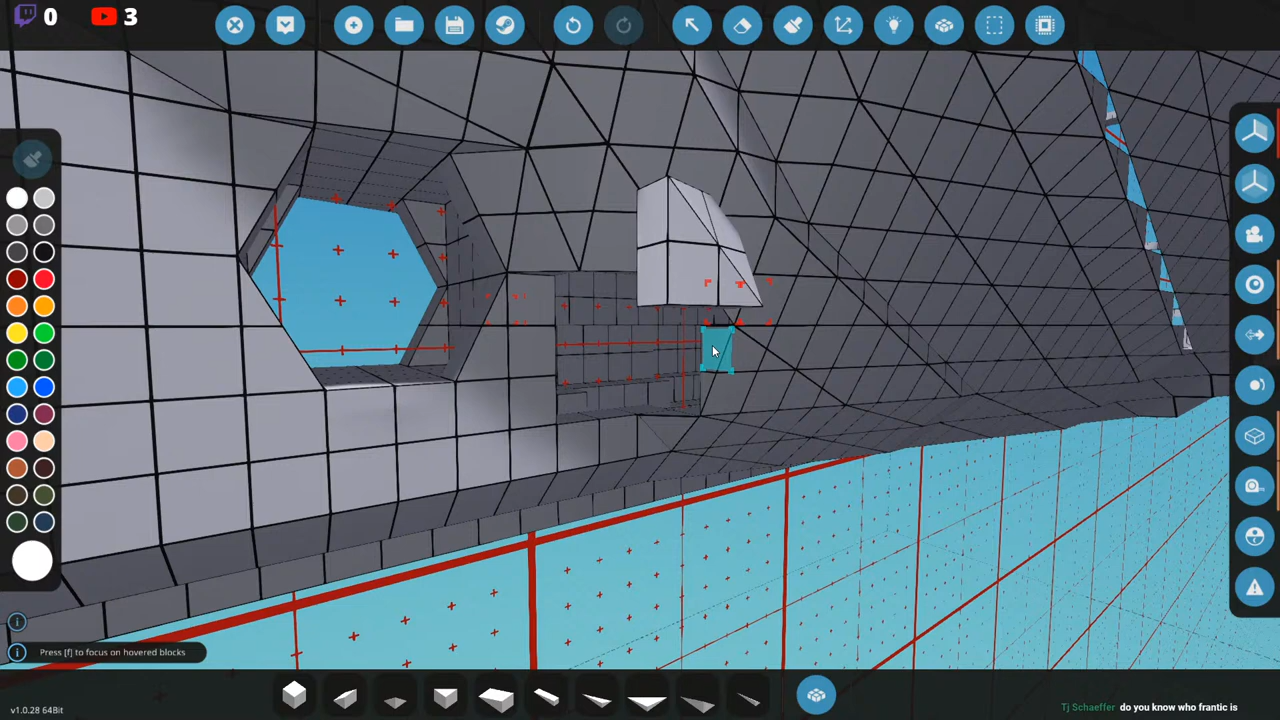 0 3
Press [f] to focus on hovered blocks
v1.0.28 64Bit
Tj Schaeffer do you know who frantic is